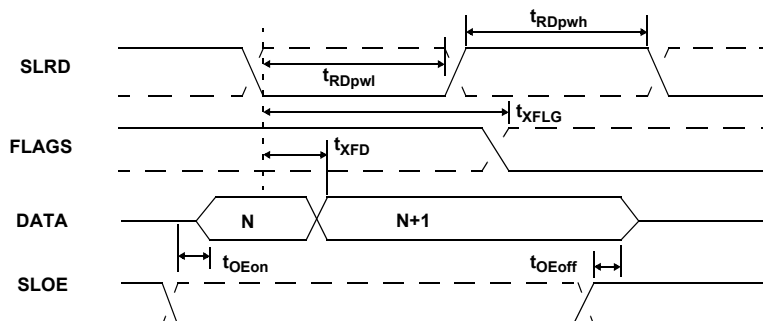 tRDpwh
SLRD
tRDpwl
tXFLG
FLAGS
tXFD
DATA
N
N+1
tOEon
tOEoff
SLOE